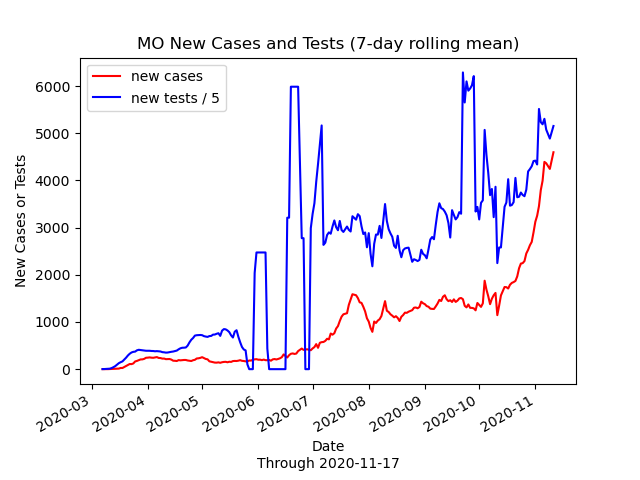 MO New Cases and Tests (7-day rolling mean)
new cases
new tests / 5
New Cases or Tests
6000
5000
4000
3000
2000
1000
0
2020-03
2020-04
2020-05
2020-06
2020-07
2020-08
2020-09
2020-10
2020-11
Date
Through 2020-11-17